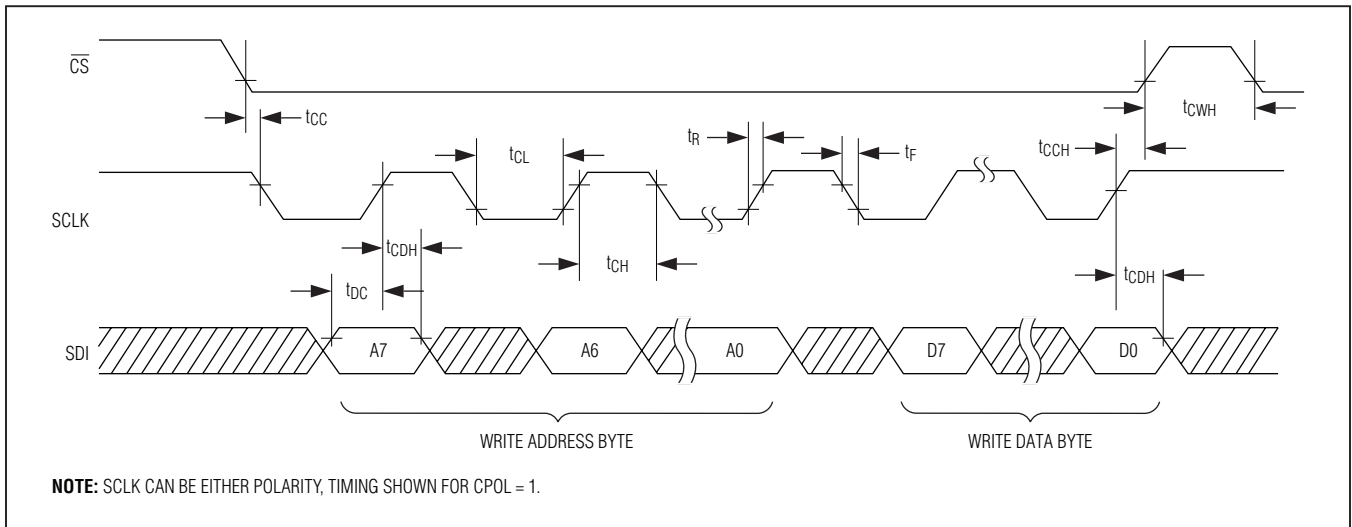 CS
tCC
tCWH
tR
tF
tCL
tCCH
SCLK
tCDH
tCH
tCDH
tDC
SDI
A7
A6
A0
D7
D0
WRITE ADDRESS BYTE
WRITE DATA BYTE
NOTE: SCLK CAN BE EITHER POLARITY, TIMING SHOWN FOR CPOL = 1.